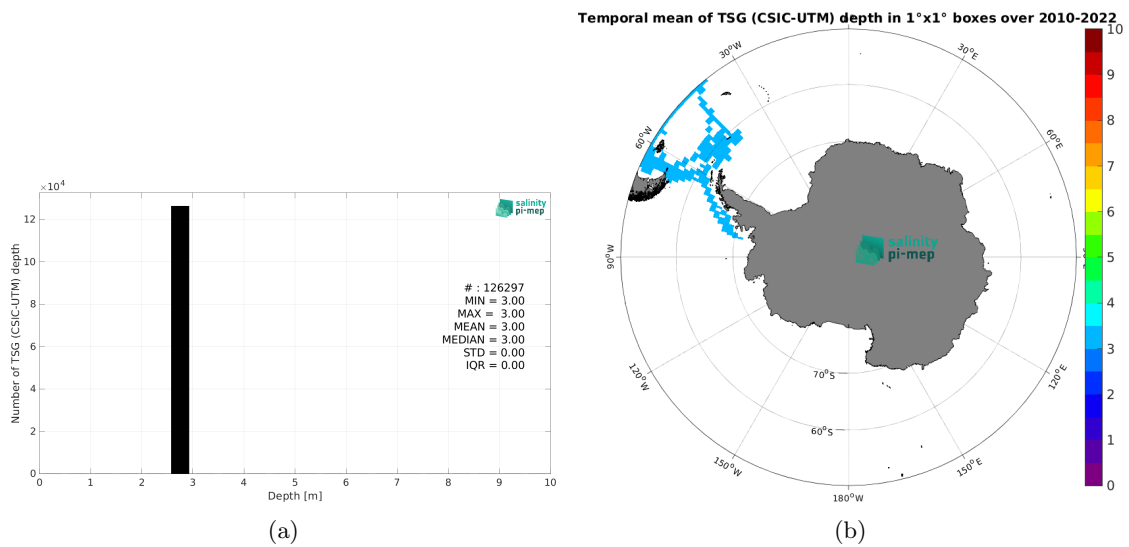 ×10⁴
12
10
8
6
4
2
0
Number of TSG (CSIC-UTM) depth
salinity
pi-mep
# : 126297
MIN = 3.00
MAX = 3.00
MEAN = 3.00
MEDIAN = 3.00
STD = 0.00
IQR = 0.00
0 1 2 3 4 5 6 7 8 9 10
Depth [m]
(a)
Temporal mean of TSG (CSIC-UTM) depth in 1°x1° boxes over 2010-2022
30°W
30°E
60°W
60°E
90°W
120°W
120°E
150°W
150°E
180°W
70°S
60°S
salinity
pi-mep
10
9
8
7
6
5
4
3
2
1
0
(b)